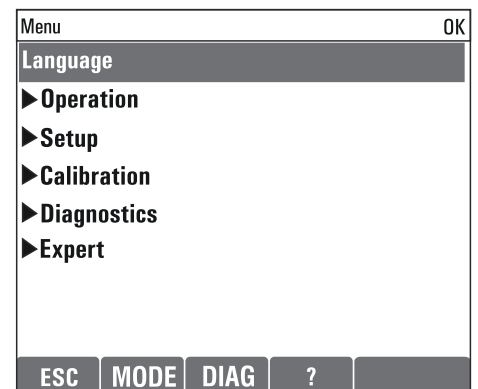 Menu OK
Language
▶Operation
▶Setup
▶Calibration
▶Diagnostics
▶Expert
ESC MODE DIAG ?